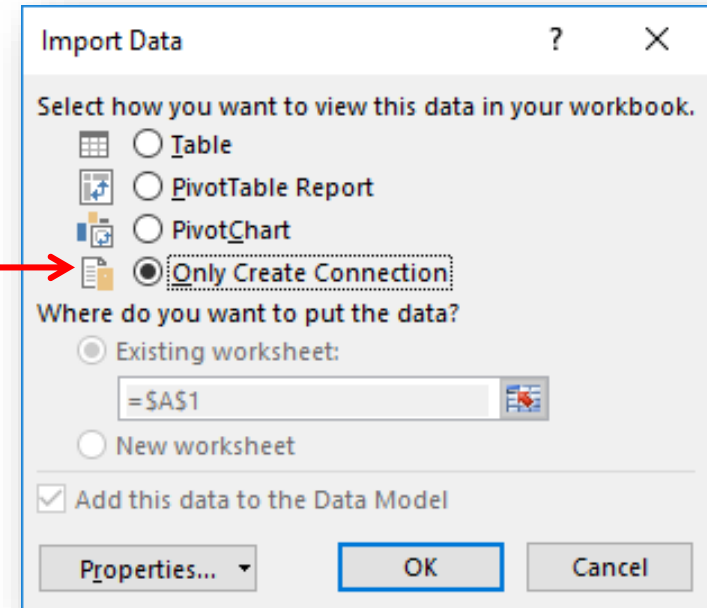 Import Data ? ✕
Select how you want to view this data in your workbook.
Table
PivotTable Report
PivotChart
Only Create Connection
Where do you want to put the data?
Existing worksheet:
=$A$1
New worksheet
Add this data to the Data Model
Properties... OK Cancel